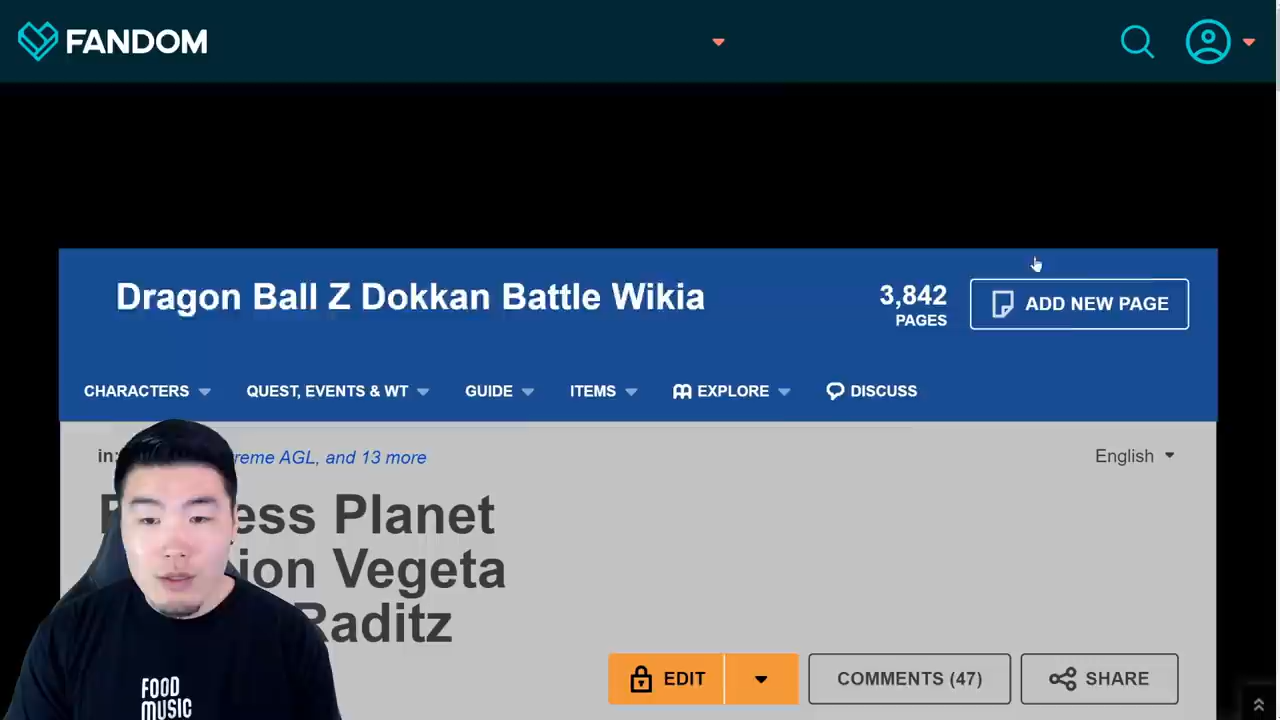 FANDOM
Dragon Ball Z Dokkan Battle Wikia
3,842
PAGES
ADD NEW PAGE
CHARACTERS
QUEST, EVENTS & WT
GUIDE
ITEMS
EXPLORE
DISCUSS
in:
reme AGL, and 13 more
English
ess Planet
ion Vegeta
Raditz
EDIT
COMMENTS (47)
SHARE
FOOD
MUSIC